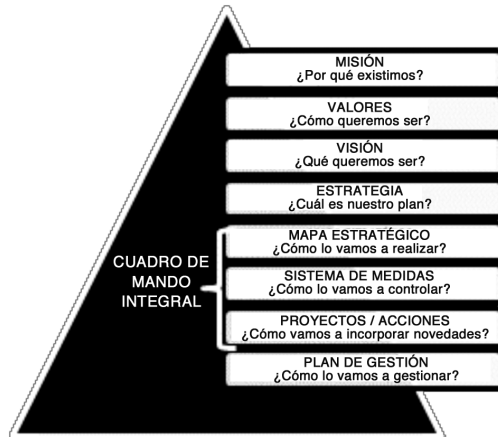 MISIÓN
¿Por qué existimos?
VALORES
¿Cómo queremos ser?
VISIÓN
¿Qué queremos ser?
ESTRATEGIA
¿Cuál es nuestro plan?
MAPA ESTRATÉGICO
¿Cómo lo vamos a realizar?
CUADRO DE
MANDO
INTEGRAL
SISTEMA DE MEDIDAS
¿Cómo lo vamos a controlar?
PROYECTOS / ACCIONES
¿Cómo vamos a incorporar novedades?
PLAN DE GESTIÓN
¿Cómo lo vamos a gestionar?